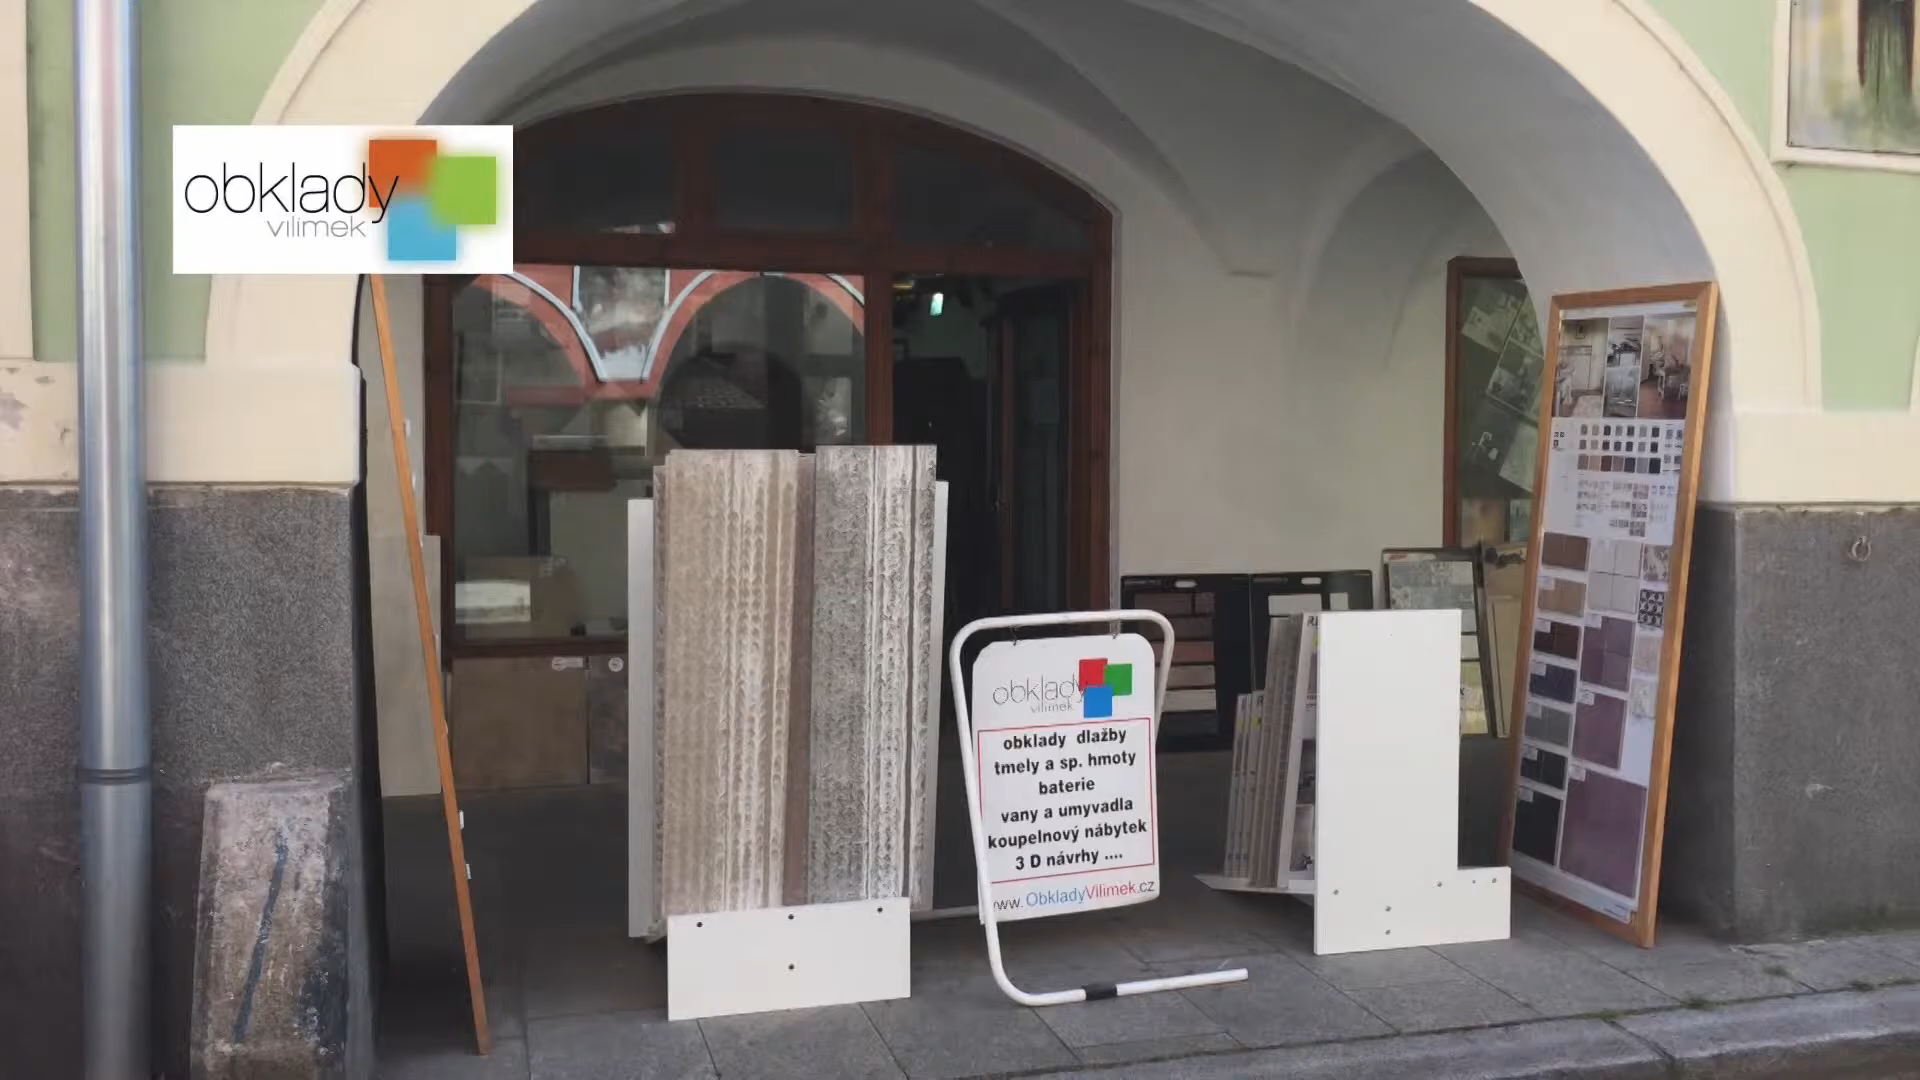 obklady
vilimek
obklady
vilimek
obklady dlažby
tmely a sp. hmoty
baterie
vany a umyvadla
koupelnový nábytek
3 D návrhy ....
www.ObkladyVilimek.cz